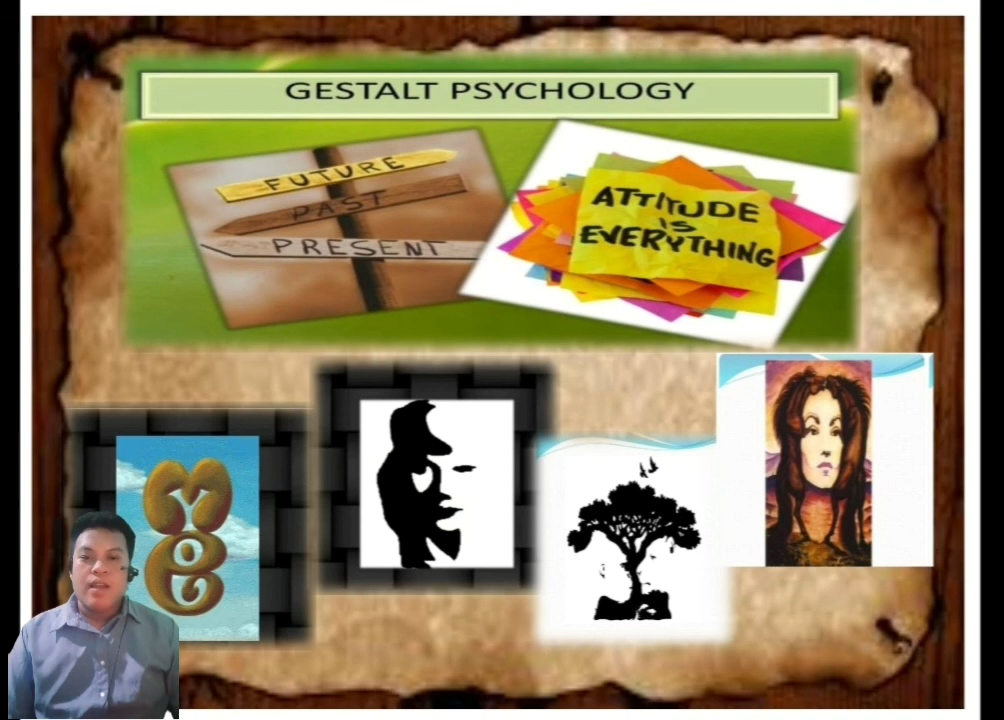 GESTALT PSYCHOLOGY
FUTURE
PAST
PRESENT
ATTITUDE
IS
EVERYTHING